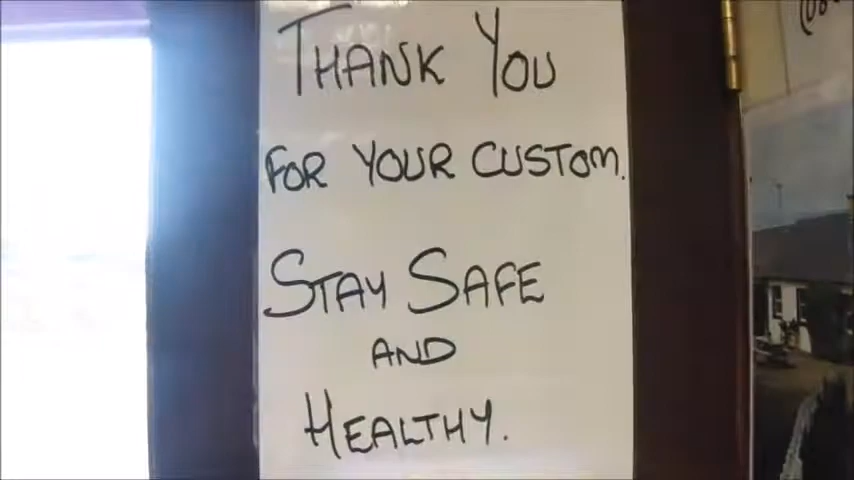 THANK YOU
FOR YOUR CUSTOM.
STAY SAFE
AND
HEALTHY.